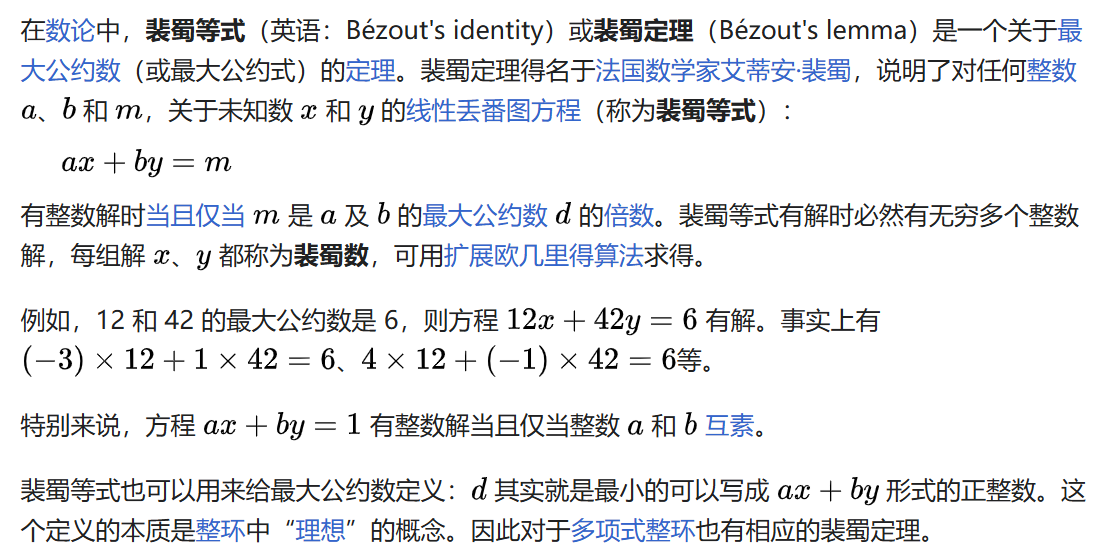 在数论中，裴蜀等式（英语：Bézout's identity）或裴蜀定理（Bézout's lemma）是一个关于最
大公约数（或最大公约式）的定理。裴蜀定理得名于法国数学家艾蒂安·裴蜀，说明了对任何整数
a、b 和 m，关于未知数 x 和 y 的线性丢番图方程（称为裴蜀等式）：
ax + by = m
有整数解时当且仅当 m 是 a 及 b 的最大公约数 d 的倍数。裴蜀等式有解时必然有无穷多个整数
解，每组解 x、y 都称为裴蜀数，可用扩展欧几里得算法求得。
例如，12 和 42 的最大公约数是 6，则方程 12x + 42y = 6 有解。事实上有
(−3) × 12 + 1 × 42 = 6、4 × 12 + (−1) × 42 = 6等。
特别来说，方程 ax + by = 1 有整数解当且仅当整数 a 和 b 互素。
裴蜀等式也可以用来给最大公约数定义：d 其实就是最小的可以写成 ax + by 形式的正整数。这
个定义的本质是整环中“理想”的概念。因此对于多项式整环也有相应的裴蜀定理。